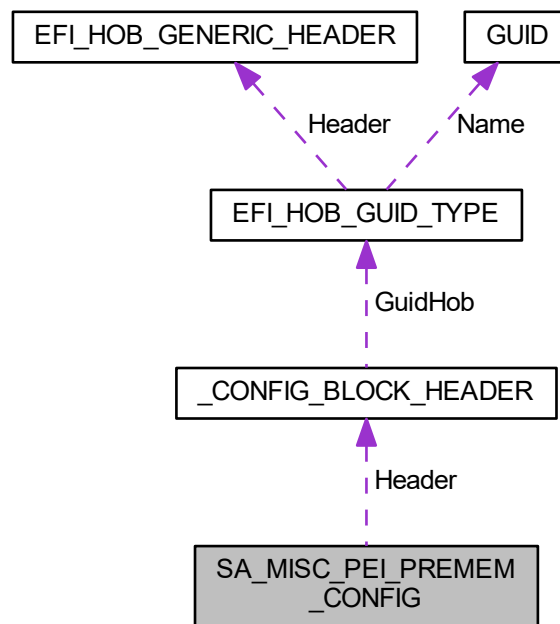 EFI_HOB_GENERIC_HEADER
GUID
Header
Name
EFI_HOB_GUID_TYPE
GuidHob
_CONFIG_BLOCK_HEADER
Header
SA_MISC_PEI_PREMEM
_CONFIG